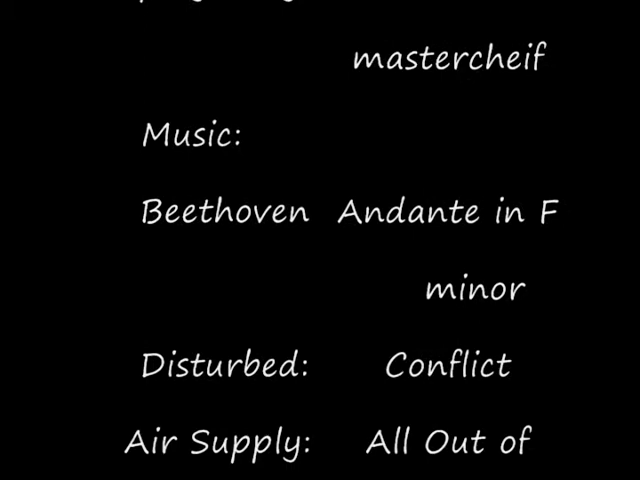 mastercheif
Music:
Beethoven Andante in F
minor
Disturbed: Conflict
Air Supply: All Out of